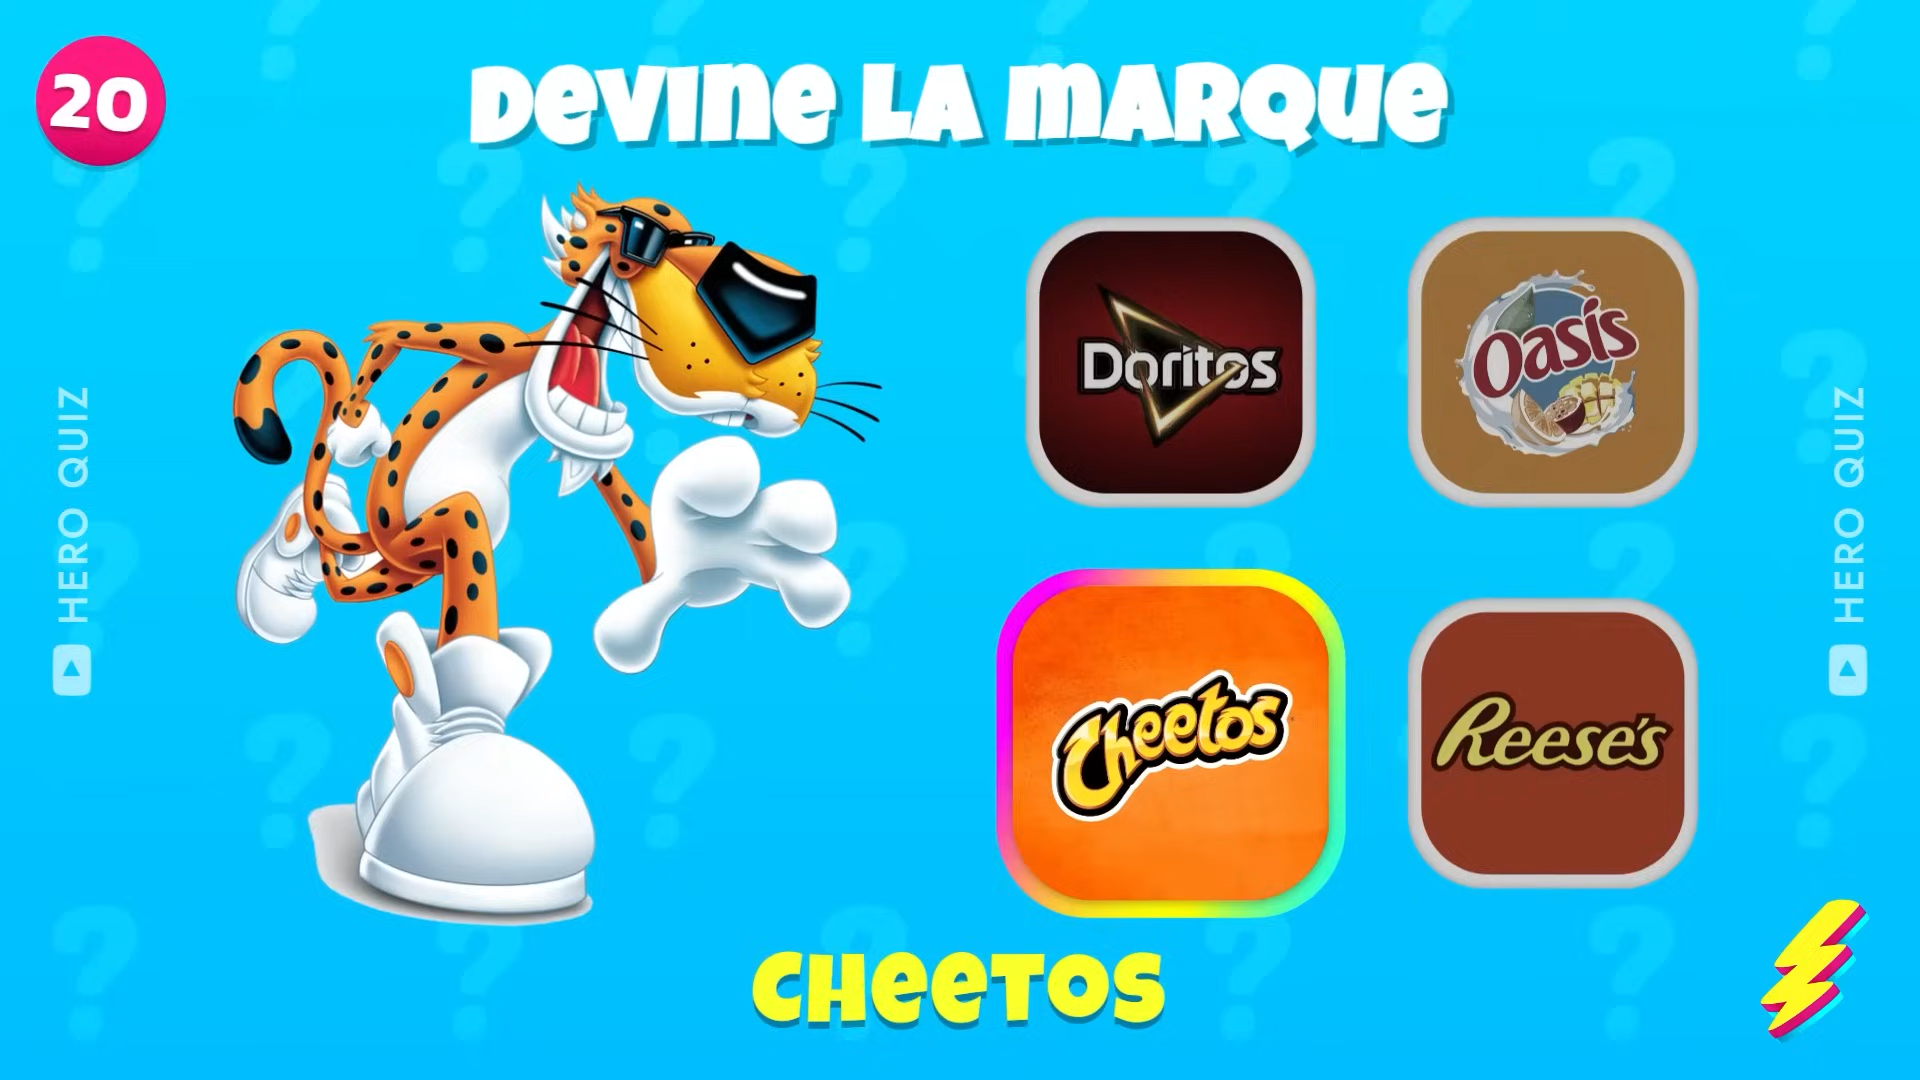 20
DEVINE LA MARQUE
Doritos
Oasis
HERO QUIZ
HERO QUIZ
Cheetos
Reese's
CHEETOS